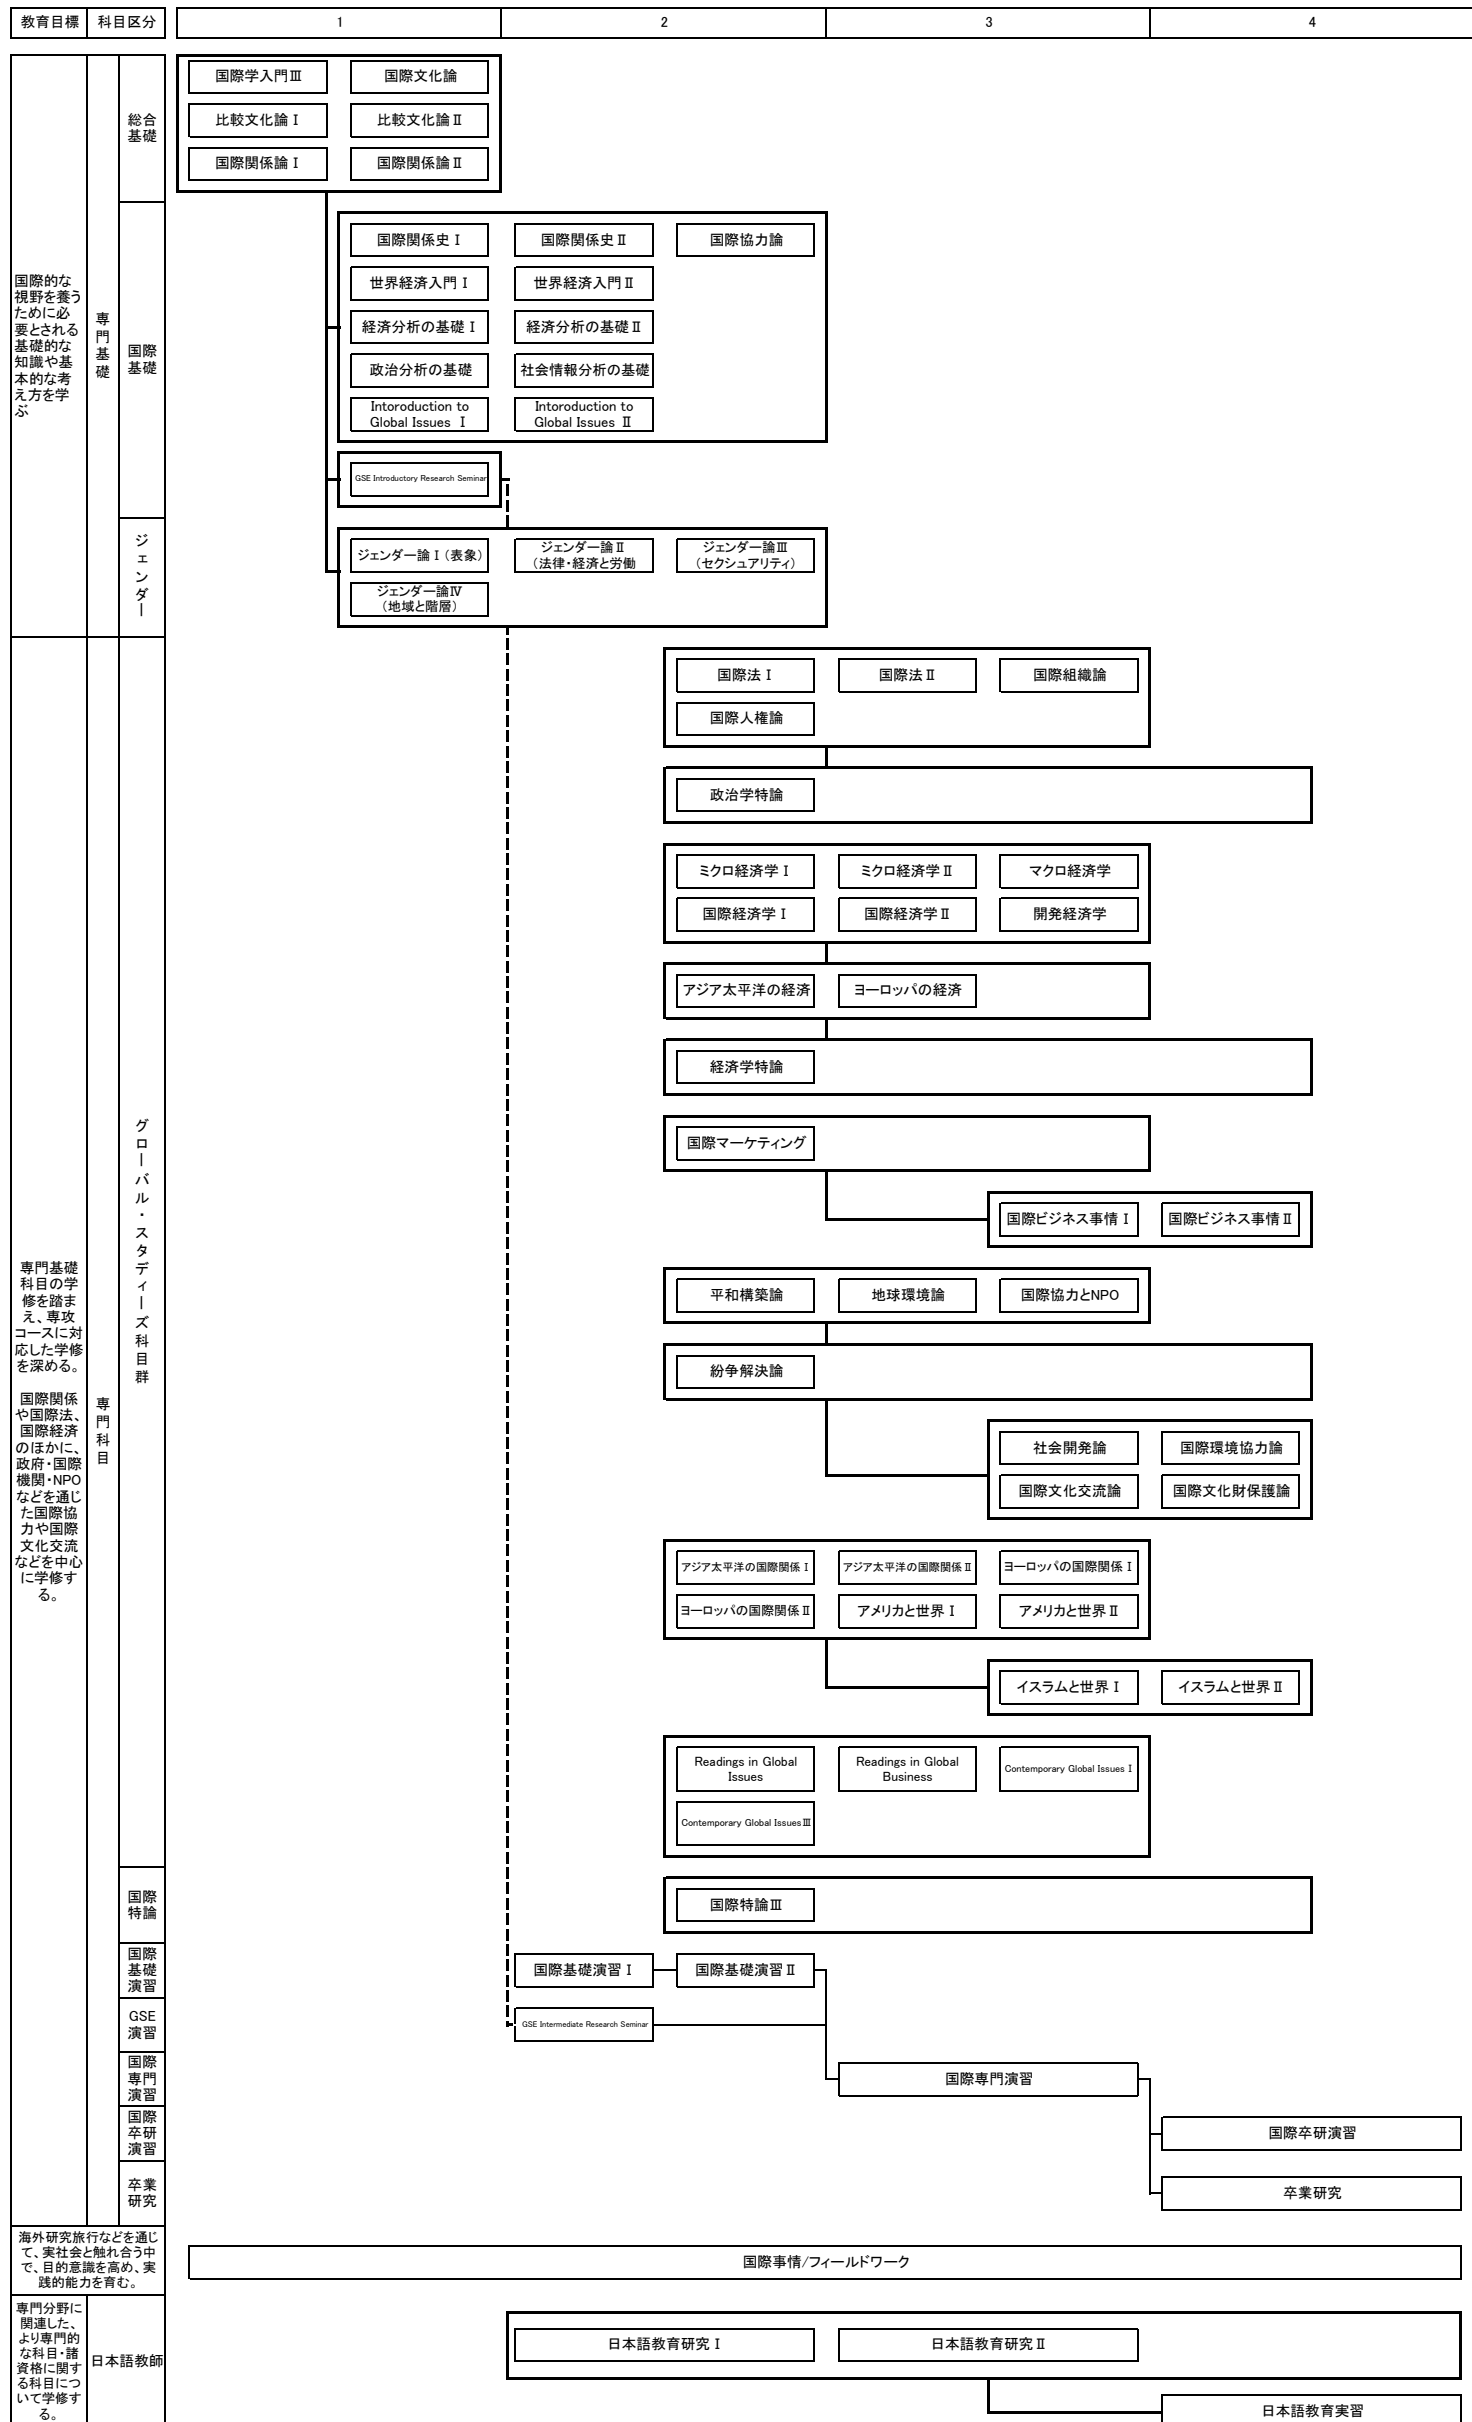 教育目標 科目区分 1 2 3 4
国際学入門Ⅲ 国際文化論
比較文化論Ⅰ 比較文化論Ⅱ
国際関係論Ⅰ 国際関係論Ⅱ
総合
基礎
国際関係史Ⅰ 国際関係史Ⅱ 国際協力論
世界経済入門Ⅰ 世界経済入門Ⅱ
経済分析の基礎Ⅰ 経済分析の基礎Ⅱ
政治分析の基礎 社会情報分析の基礎
Intoroduction to
Global Issues Ⅰ
Intoroduction to
Global Issues Ⅱ
国際的な
視野を養う
ために必
要とされる
基礎的な
知識や基
本的な考
え方を学
ぶ
専門基礎
国際
基礎
GSE Introductory Research Seminar
ジェンダー
ジェンダー論Ⅰ（表象）
ジェンダー論Ⅱ
（法律・経済と労働
ジェンダー論Ⅲ
（セクシュアリティ）
ジェンダー論Ⅳ
（地域と階層）
国際法Ⅰ 国際法Ⅱ 国際組織論
国際人権論
政治学特論
ミクロ経済学Ⅰ ミクロ経済学Ⅱ マクロ経済学
国際経済学Ⅰ 国際経済学Ⅱ 開発経済学
アジア太平洋の経済 ヨーロッパの経済
経済学特論
国際マーケティング
国際ビジネス事情Ⅰ 国際ビジネス事情Ⅱ
グローバル・スタディーズ科目群
平和構築論 地球環境論 国際協力とNPO
紛争解決論
専門基礎
科目の学
修を踏ま
え、専攻
コースに対
応した学修
を深める。
国際関係
や国際法、
国際経済
のほかに、
政府・国際
機関・NPO
などを通じ
た国際協
力や国際
文化交流
などを中心
に学修す
る。
専門科目
社会開発論 国際環境協力論
国際文化交流論 国際文化財保護論
アジア太平洋の国際関係Ⅰ アジア太平洋の国際関係Ⅱ ヨーロッパの国際関係Ⅰ
ヨーロッパの国際関係Ⅱ アメリカと世界Ⅰ アメリカと世界Ⅱ
イスラムと世界Ⅰ イスラムと世界Ⅱ
Readings in Global
Issues
Readings in Global
Business
Contemporary Global Issues Ⅰ
Contemporary Global Issues Ⅲ
国際
特論
国際特論Ⅲ
国際
基礎
演習
国際基礎演習Ⅰ 国際基礎演習Ⅱ
GSE
演習
GSE Intermediate Research Seminar
国際
専門
演習
国際専門演習
国際
卒研
演習
国際卒研演習
卒業
研究
卒業研究
海外研究旅行などを通じ
て、実社会と触れ合う中
で、目的意識を高め、実
践的能力を育む。
国際事情/フィールドワーク
専門分野に
関連した、
より専門的
な科目・諸
資格に関す
る科目につ
いて学修す
る。
日本語教師
日本語教育研究Ⅰ 日本語教育研究Ⅱ
日本語教育実習